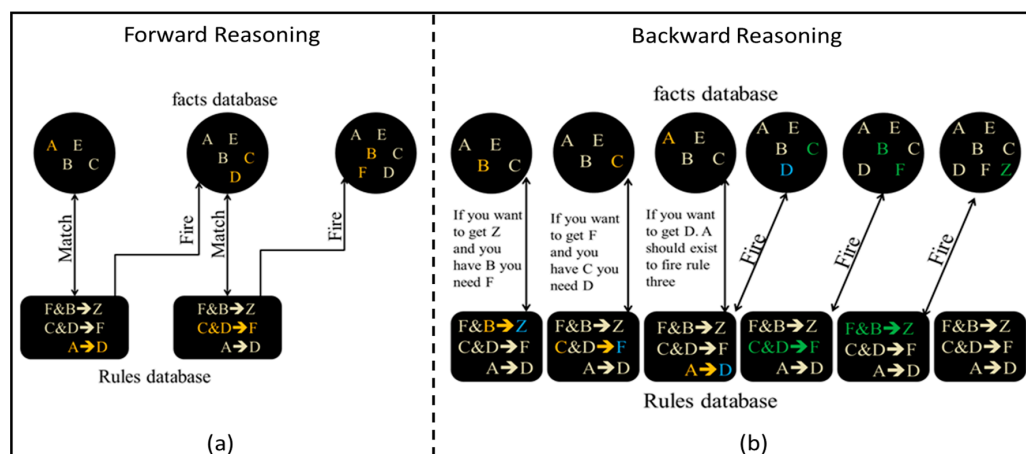 Forward Reasoning
facts database
A E
B C
A E
B C
D
A E
B C
F D
Match
Fire
Match
Fire
F&B➔Z
C&D➔F
A➔D
F&B➔Z
C&D➔F
A➔D
Rules database
(a)
Backward Reasoning
facts database
A E
B C
A E
B C
A E
B C
A E
B C
D
A E
B C
D F
A E
B C
D F Z
If you want
to get Z
and you
have B you
need F
If you want
to get F
and you
have C you
need D
If you want
to get D. A
should exist
to fire rule
three
Fire
Fire
Fire
F&B➔Z
C&D➔F
A➔D
F&B➔Z
C&D➔F
A➔D
F&B➔Z
C&D➔F
A➔D
F&B➔Z
C&D➔F
A➔D
F&B➔Z
C&D➔F
A➔D
F&B➔Z
C&D➔F
A➔D
Rules database
(b)